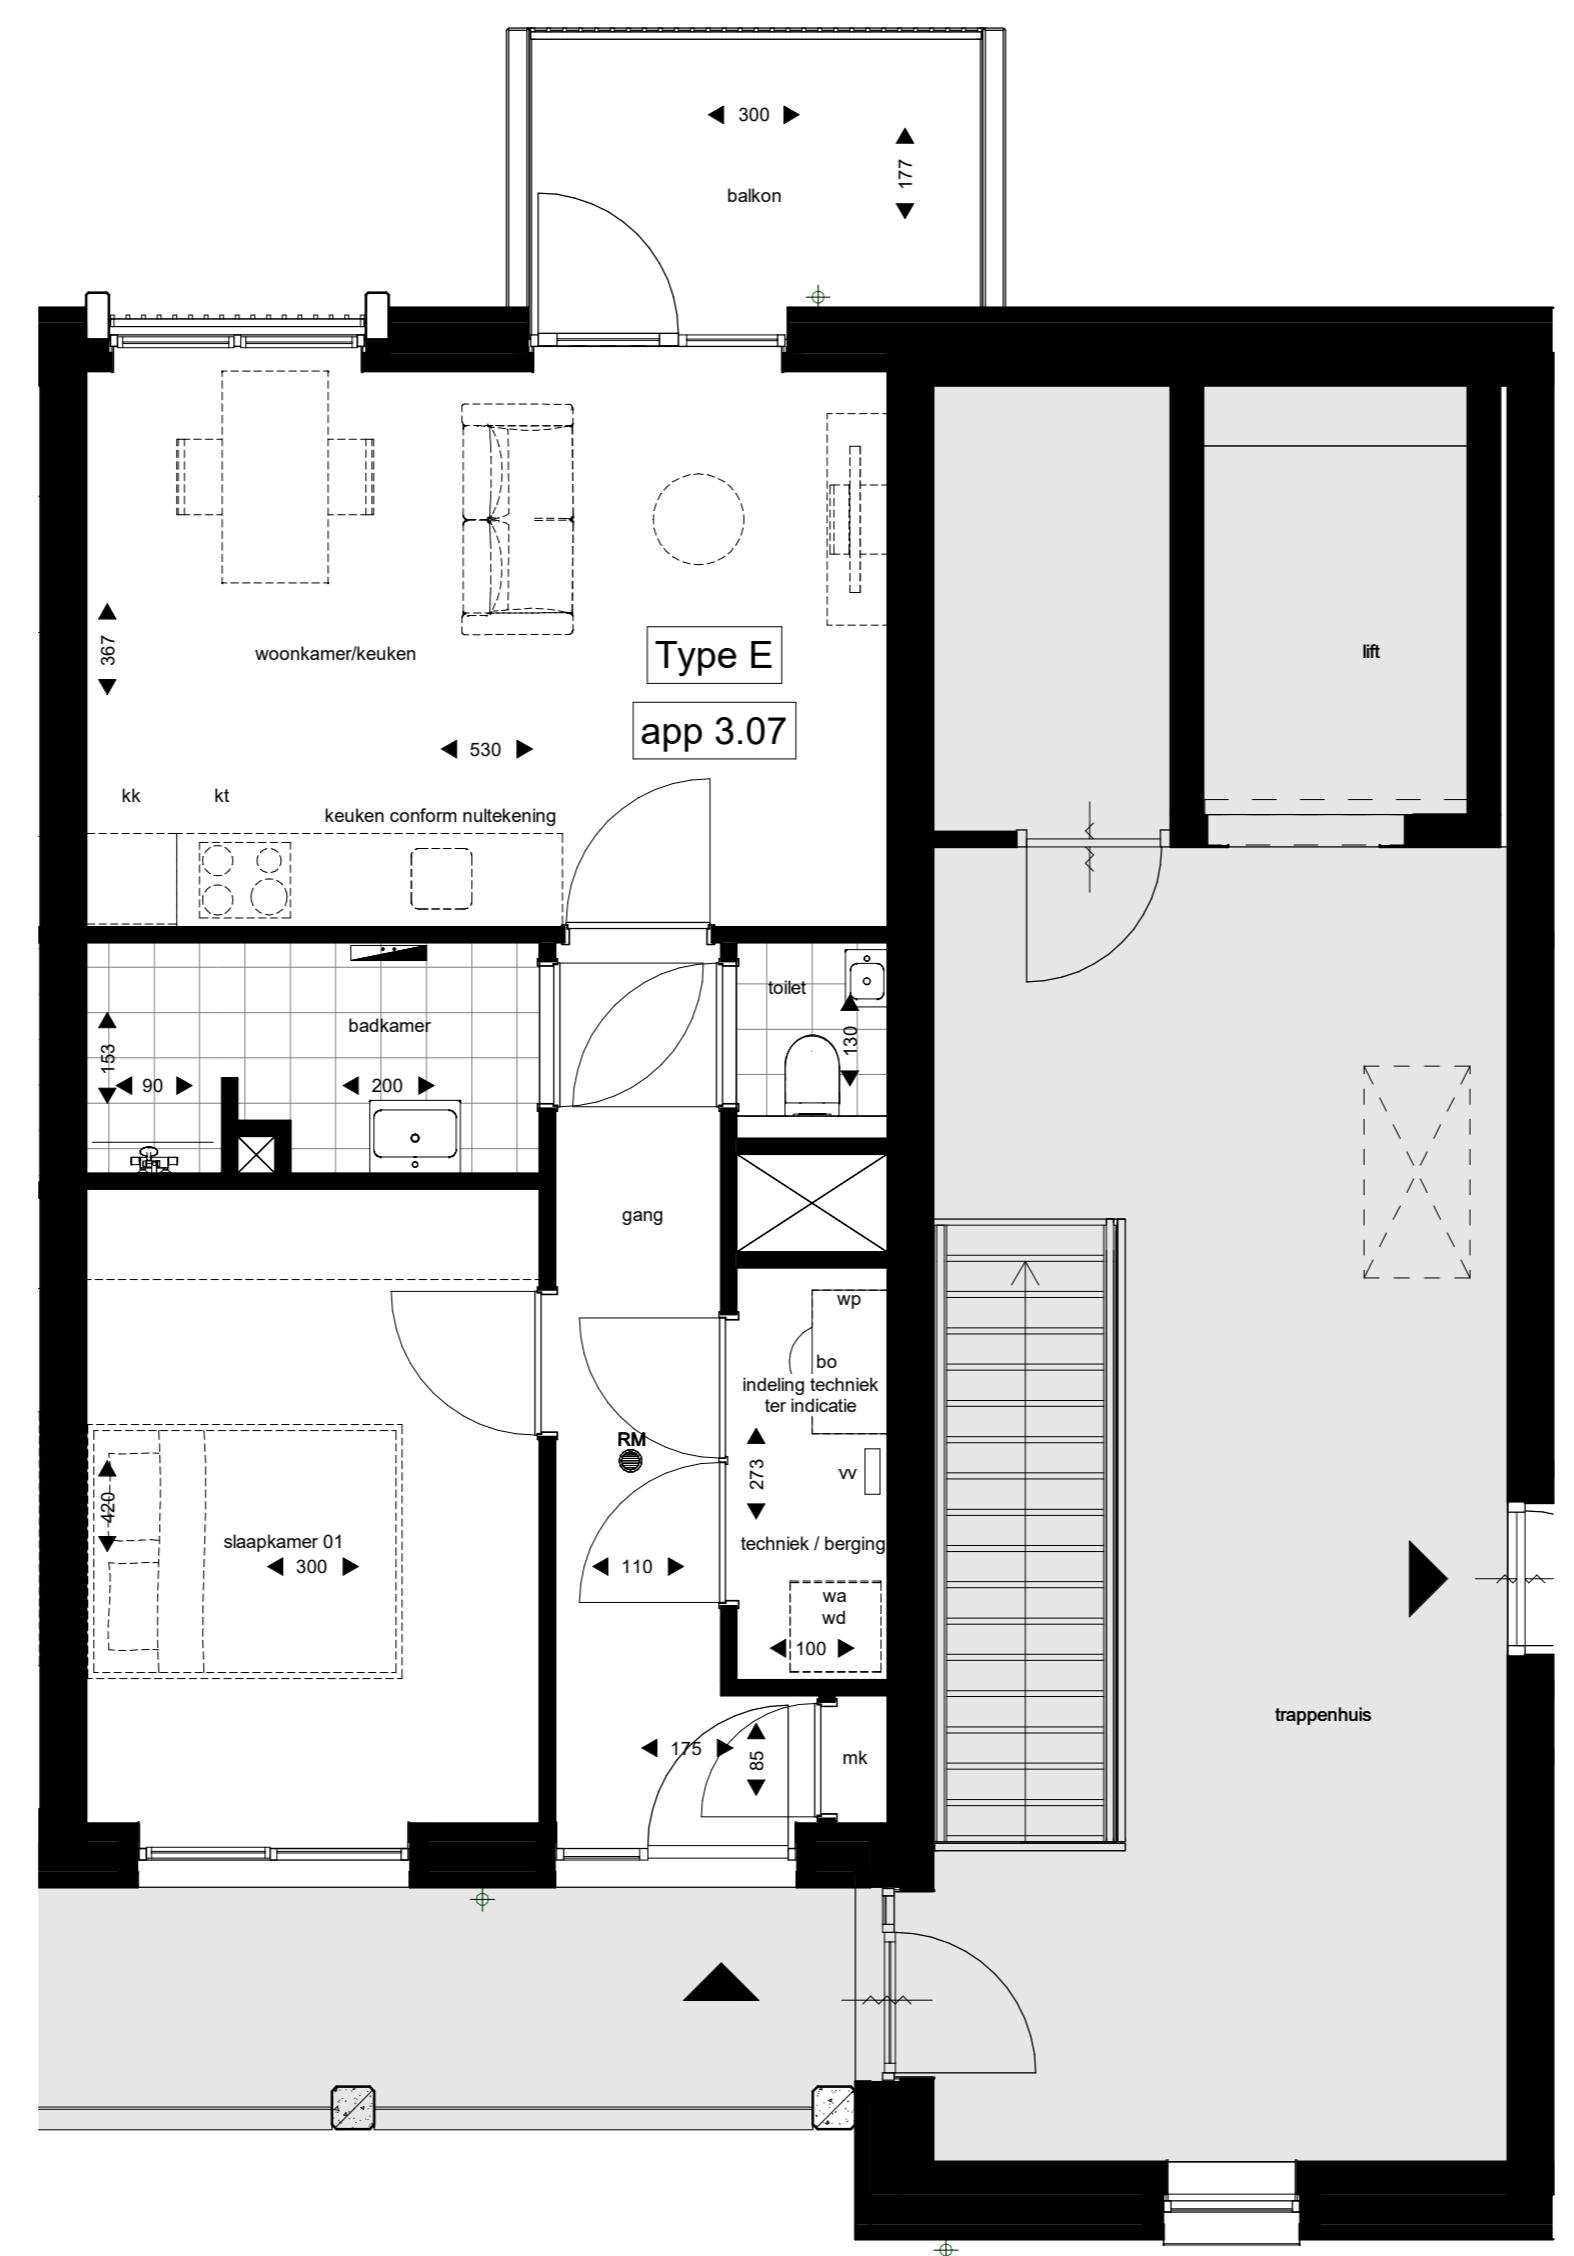 300
177
balkon
367
woonkamer/keuken
Type E
lift
app 3.07
530
kk
kt
keuken conform nultekening
toilet
badkamer
130
153
90
200
gang
wp
bo
indeling techniek
ter indicatie
RM
273
vv
420
slaapkamer 01
300
110
techniek / berging
wa
wd
100
trappenhuis
175
85
mk